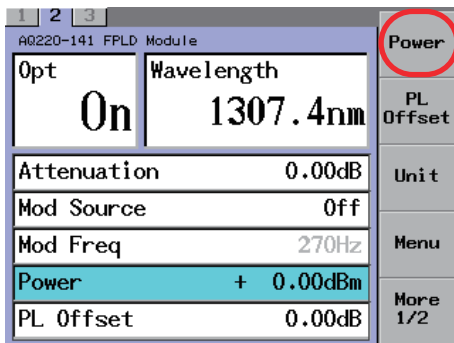 1 2 3
AQ220-141 FPLD Module
Opt
On
Wavelength
1307.4nm
Attenuation 0.00dB
Mod Source Off
Mod Freq 270Hz
Power + 0.00dBm
PL Offset 0.00dB
Power
PL
Offset
Unit
Menu
More
1/2